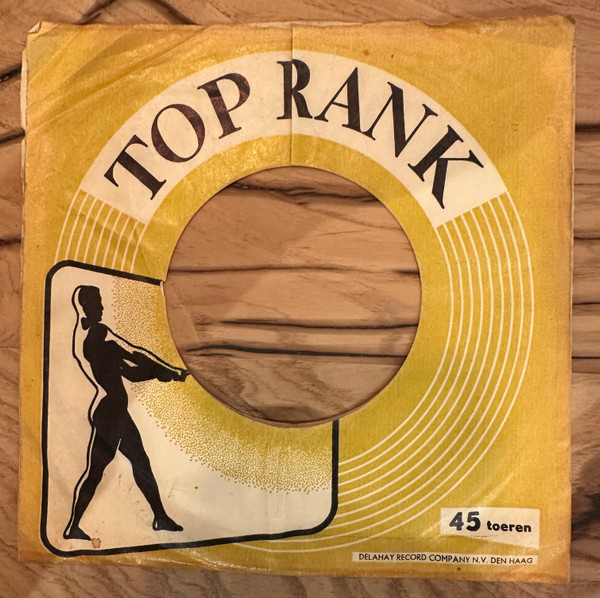 TOP RANK
45 toeren
DELAHAY RECORD COMPANY N.V. DEN HAAG